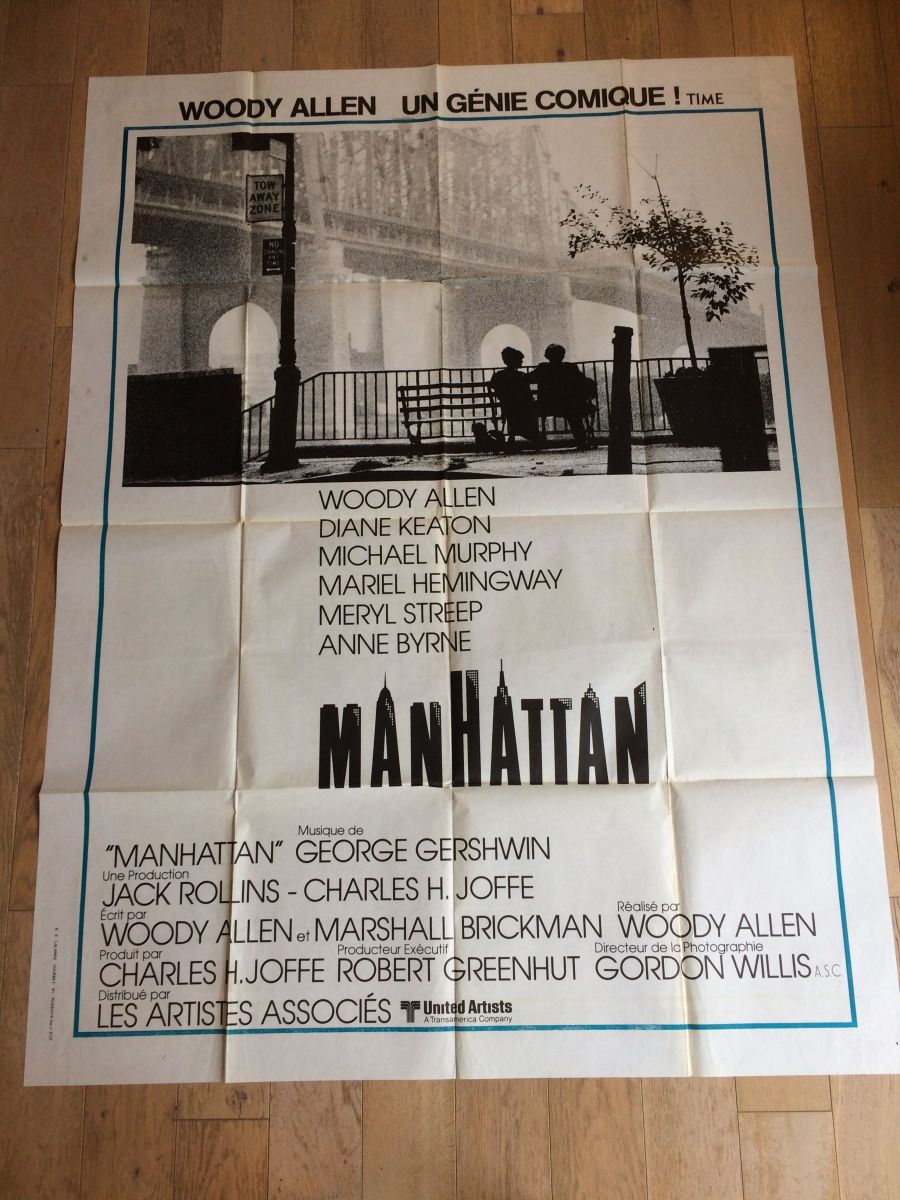 WOODY ALLEN UN GÉNIE COMIQUE ! TIME
TOW
AWAY
ZONE
NO
ANY
TIME
WOODY ALLEN
DIANE KEATON
MICHAEL MURPHY
MARIEL HEMINGWAY
MERYL STREEP
ANNE BYRNE
MANHATTAN
Musique de
"MANHATTAN" GEORGE GERSHWIN
Une Production
JACK ROLLINS - CHARLES H. JOFFE
Écrit par Réalisé par
WOODY ALLEN et MARSHALL BRICKMAN WOODY ALLEN
Produit par Producteur Exécutif Directeur de la Photographie
CHARLES H. JOFFE ROBERT GREENHUT GORDON WILLIS A.S.C.
Distribué par
LES ARTISTES ASSOCIÉS United Artists
A Transamerica Company